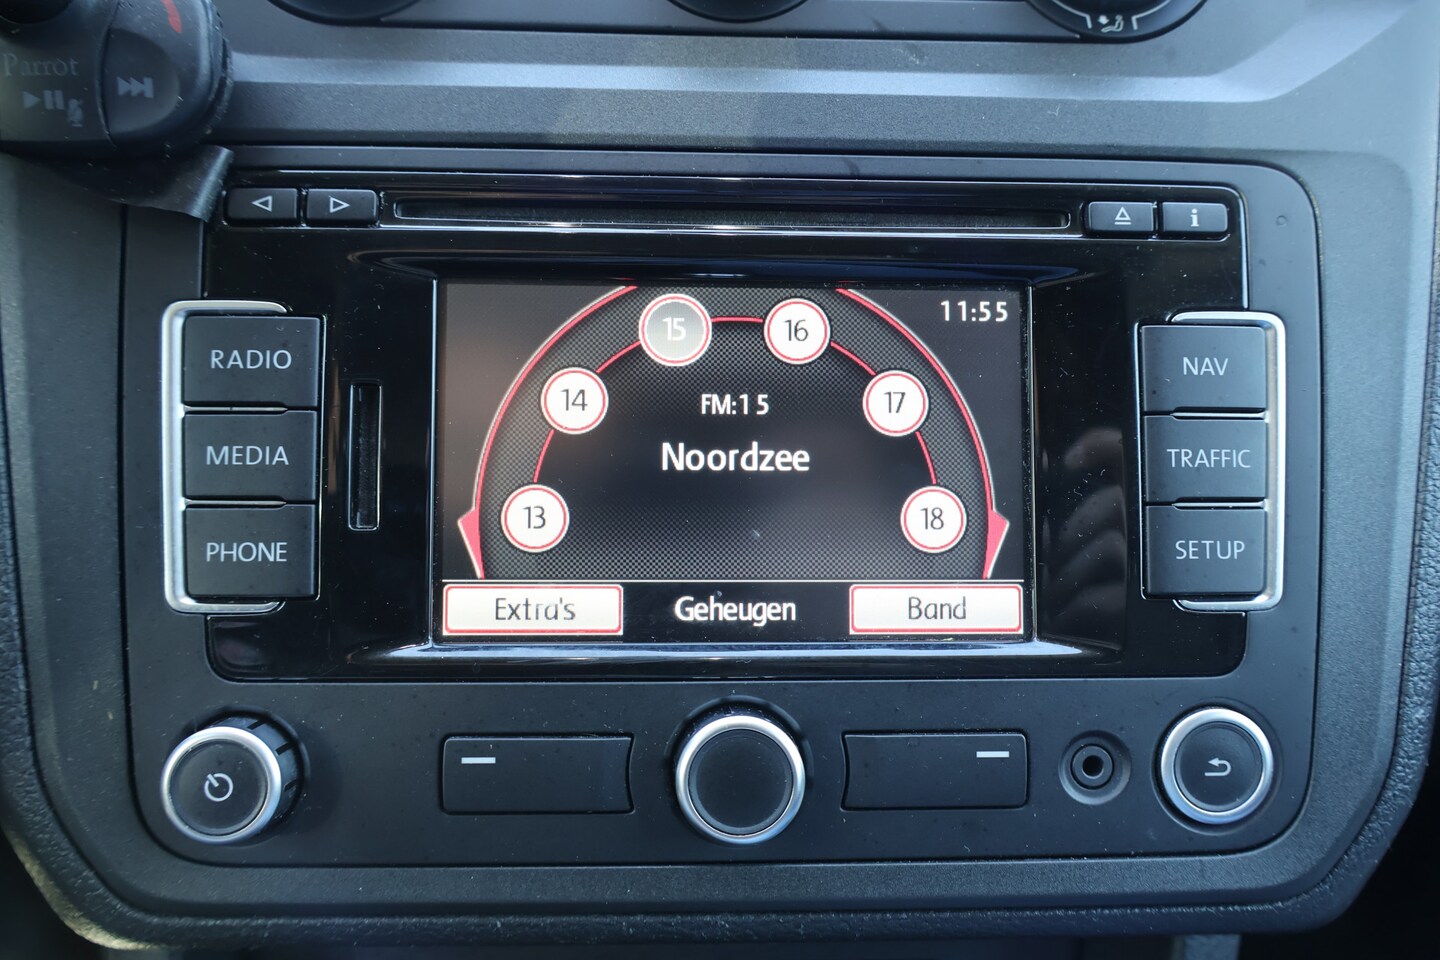 Parrot
i
RADIO
MEDIA
PHONE
11:55
13
14
15
16
17
18
FM:15
Noordzee
Extra's
Geheugen
Band
NAV
TRAFFIC
SETUP